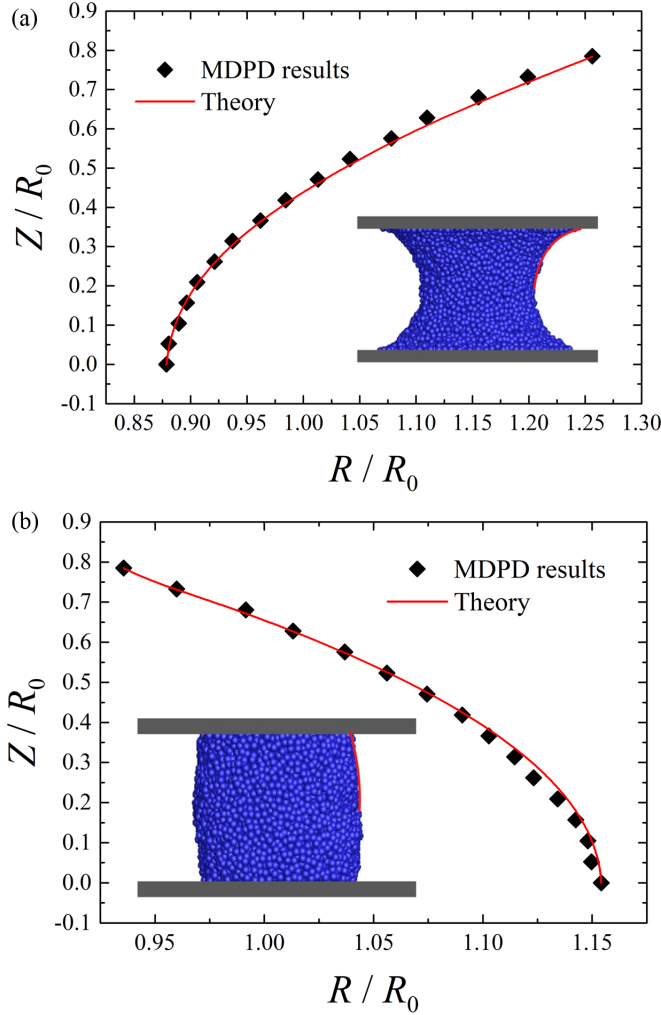 (a)
0.9
0.8
0.7
0.6
0.5
0.4
0.3
0.2
0.1
0.0
-0.1
Z / R₀
MDPD results
Theory
0.85 0.90 0.95 1.00 1.05 1.10 1.15 1.20 1.25 1.30
R / R₀
(b)
0.9
0.8
0.7
0.6
0.5
0.4
0.3
0.2
0.1
0.0
-0.1
Z / R₀
MDPD results
Theory
0.95 1.00 1.05 1.10 1.15
R / R₀